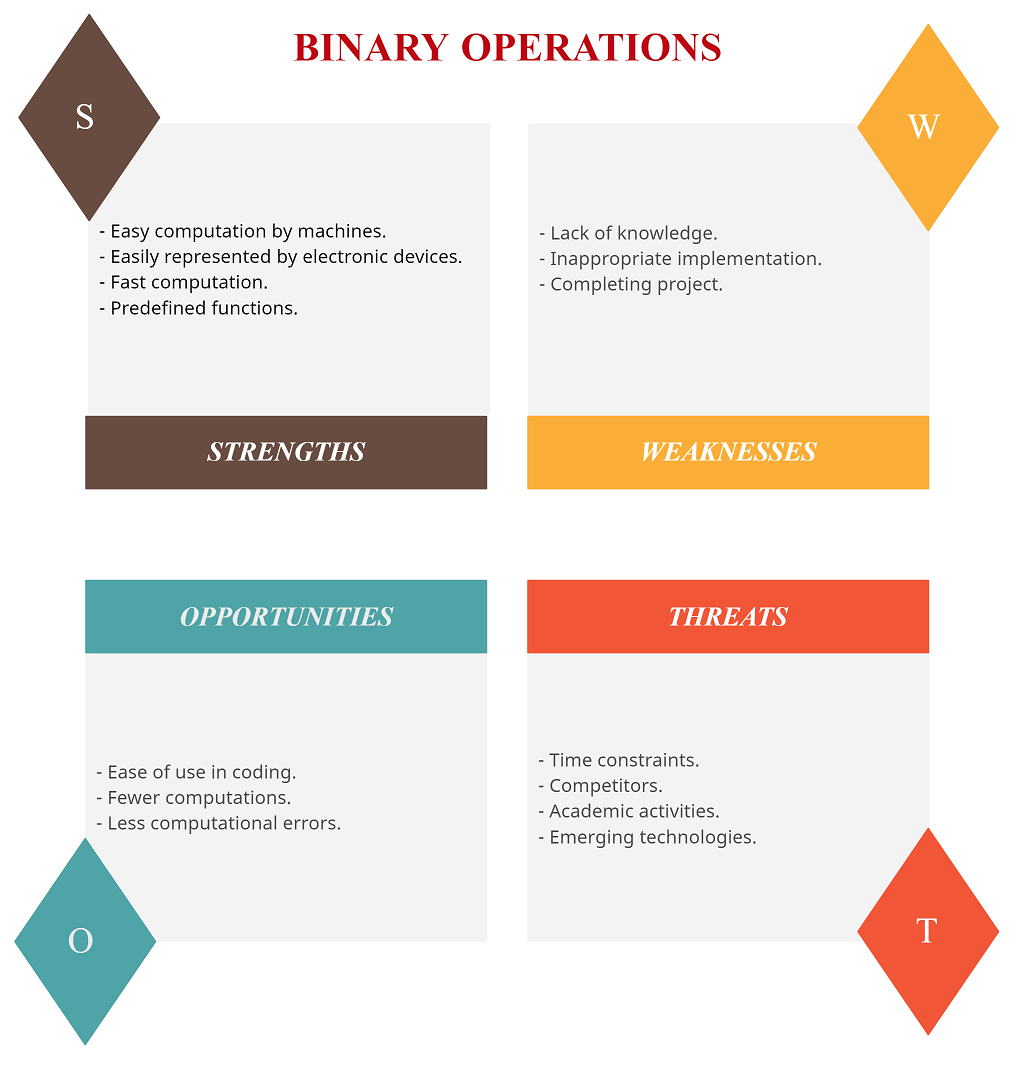 BINARY OPERATIONS
S
- Easy computation by machines.
- Easily represented by electronic devices.
- Fast computation.
- Predefined functions.
STRENGTHS
W
- Lack of knowledge.
- Inappropriate implementation.
- Completing project.
WEAKNESSES
OPPORTUNITIES
- Ease of use in coding.
- Fewer computations.
- Less computational errors.
O
THREATS
- Time constraints.
- Competitors.
- Academic activities.
- Emerging technologies.
T